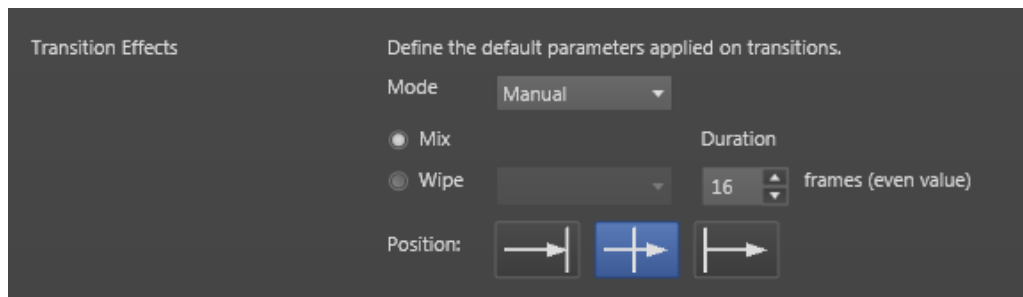 Transition Effects
Define the default parameters applied on transitions.
Mode
Manual
Mix
Duration
Wipe
16
frames (even value)
Position: